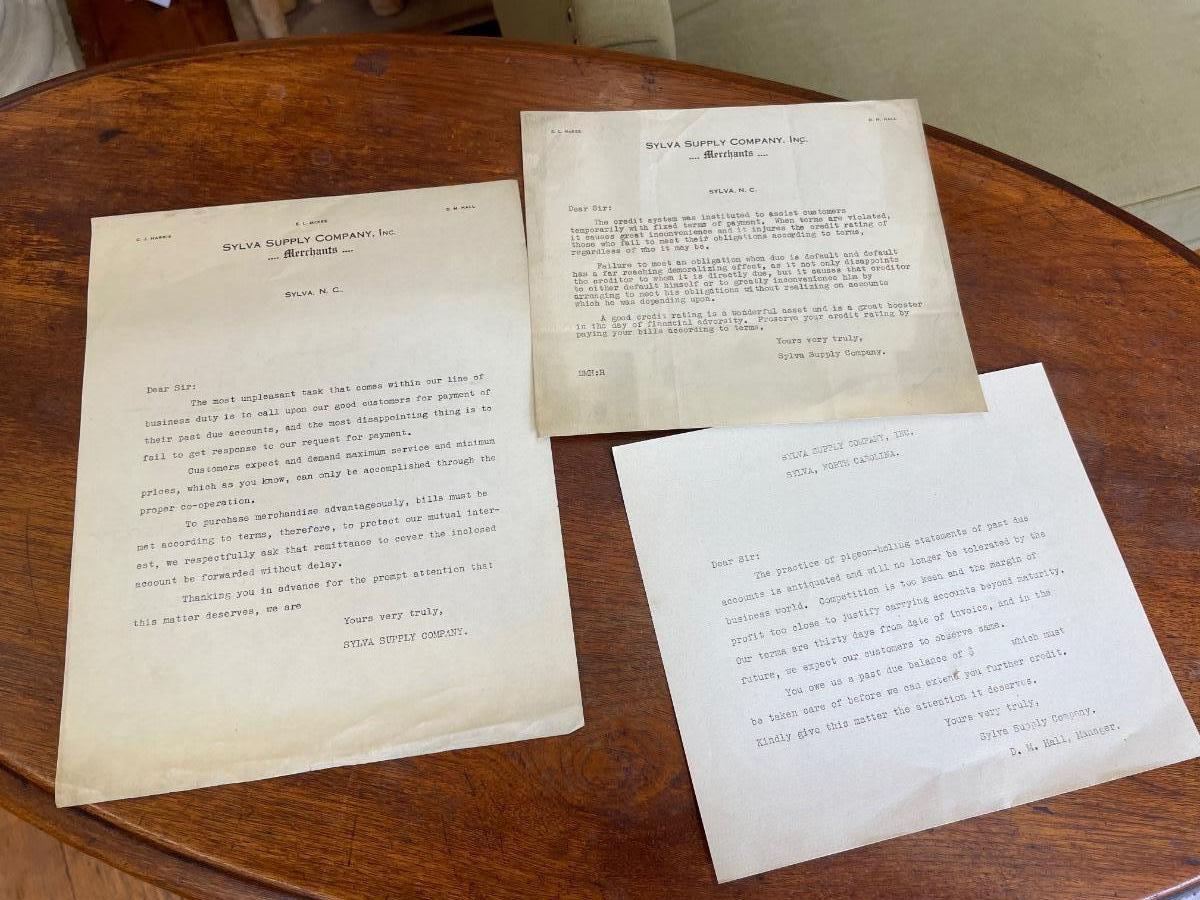 C. J. HARRIS
E. L. MCKEE
D. M. HALL
SYLVA SUPPLY COMPANY, INC.
.... Merchants ....
SYLVA, N. C.
Dear Sir:
The most unpleasant task that comes within our line of
business duty is to call upon our good customers for payment of
their past due accounts, and the most disappointing thing is to
fail to get response to our request for payment.
Customers expect and demand maximum service and minimum
prices, which as you know, can only be accomplished through the
proper co-operation.
To purchase merchandise advantageously, bills must be
met according to terms, therefore, to protect our mutual inter-
est, we respectfully ask that remittance to cover the inclosed
account be forwarded without delay.
Thanking you in advance for the prompt attention that
this matter deserves, we are
Yours very truly,
SYLVA SUPPLY COMPANY.
E. L. MCKEE
D. M. HALL
SYLVA SUPPLY COMPANY, INC.
.... Merchants ....
SYLVA, N. C.
Dear Sir:
The credit system was instituted to assist customers
temporarily with fixed terms of payment. When terms are violated,
it causes great inconvenience and it injures the credit rating of
those who fail to meet their obligations according to terms,
regardless of who it may be.
Failure to meet an obligation when due is default and default
has a far reaching demoralizing effect, as it not only disappoints
the creditor to whom it is directly due, but it causes that creditor
to either default himself or to greatly inconvenience him by
arranging to meet his obligations without realizing on accounts
which he was depending upon.
A good credit rating is a wonderful asset and is a great booster
in the day of financial adversity. Preserve your credit rating by
paying your bills according to terms.
Yours very truly,
Sylva Supply Company.
DMH:H
SYLVA SUPPLY COMPANY, INC.
SYLVA, NORTH CAROLINA.
Dear Sir:
The practice of pigeon-holing statements of past due
accounts is antiquated and will no longer be tolerated by the
business world. Competition is too keen and the margin of
profit too close to justify carrying accounts beyond maturity.
Our terms are thirty days from date of invoice, and in the
future, we expect our customers to observe same.
You owe us a past due balance of $ which must
be taken care of before we can extend you further credit.
Kindly give this matter the attention it deserves.
Yours very truly,
Sylva Supply Company.
D. M. Hall, Manager.